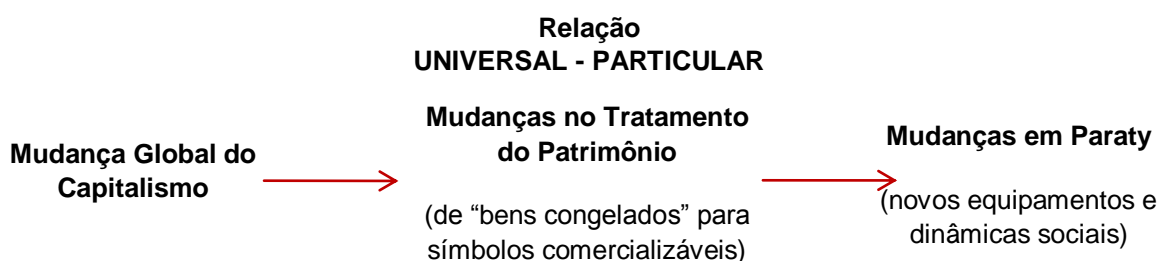 Relação
UNIVERSAL - PARTICULAR
Mudança Global do
Capitalismo
Mudanças no Tratamento
do Patrimônio
(de “bens congelados” para
símbolos comercializáveis)
Mudanças em Paraty
(novos equipamentos e
dinâmicas sociais)